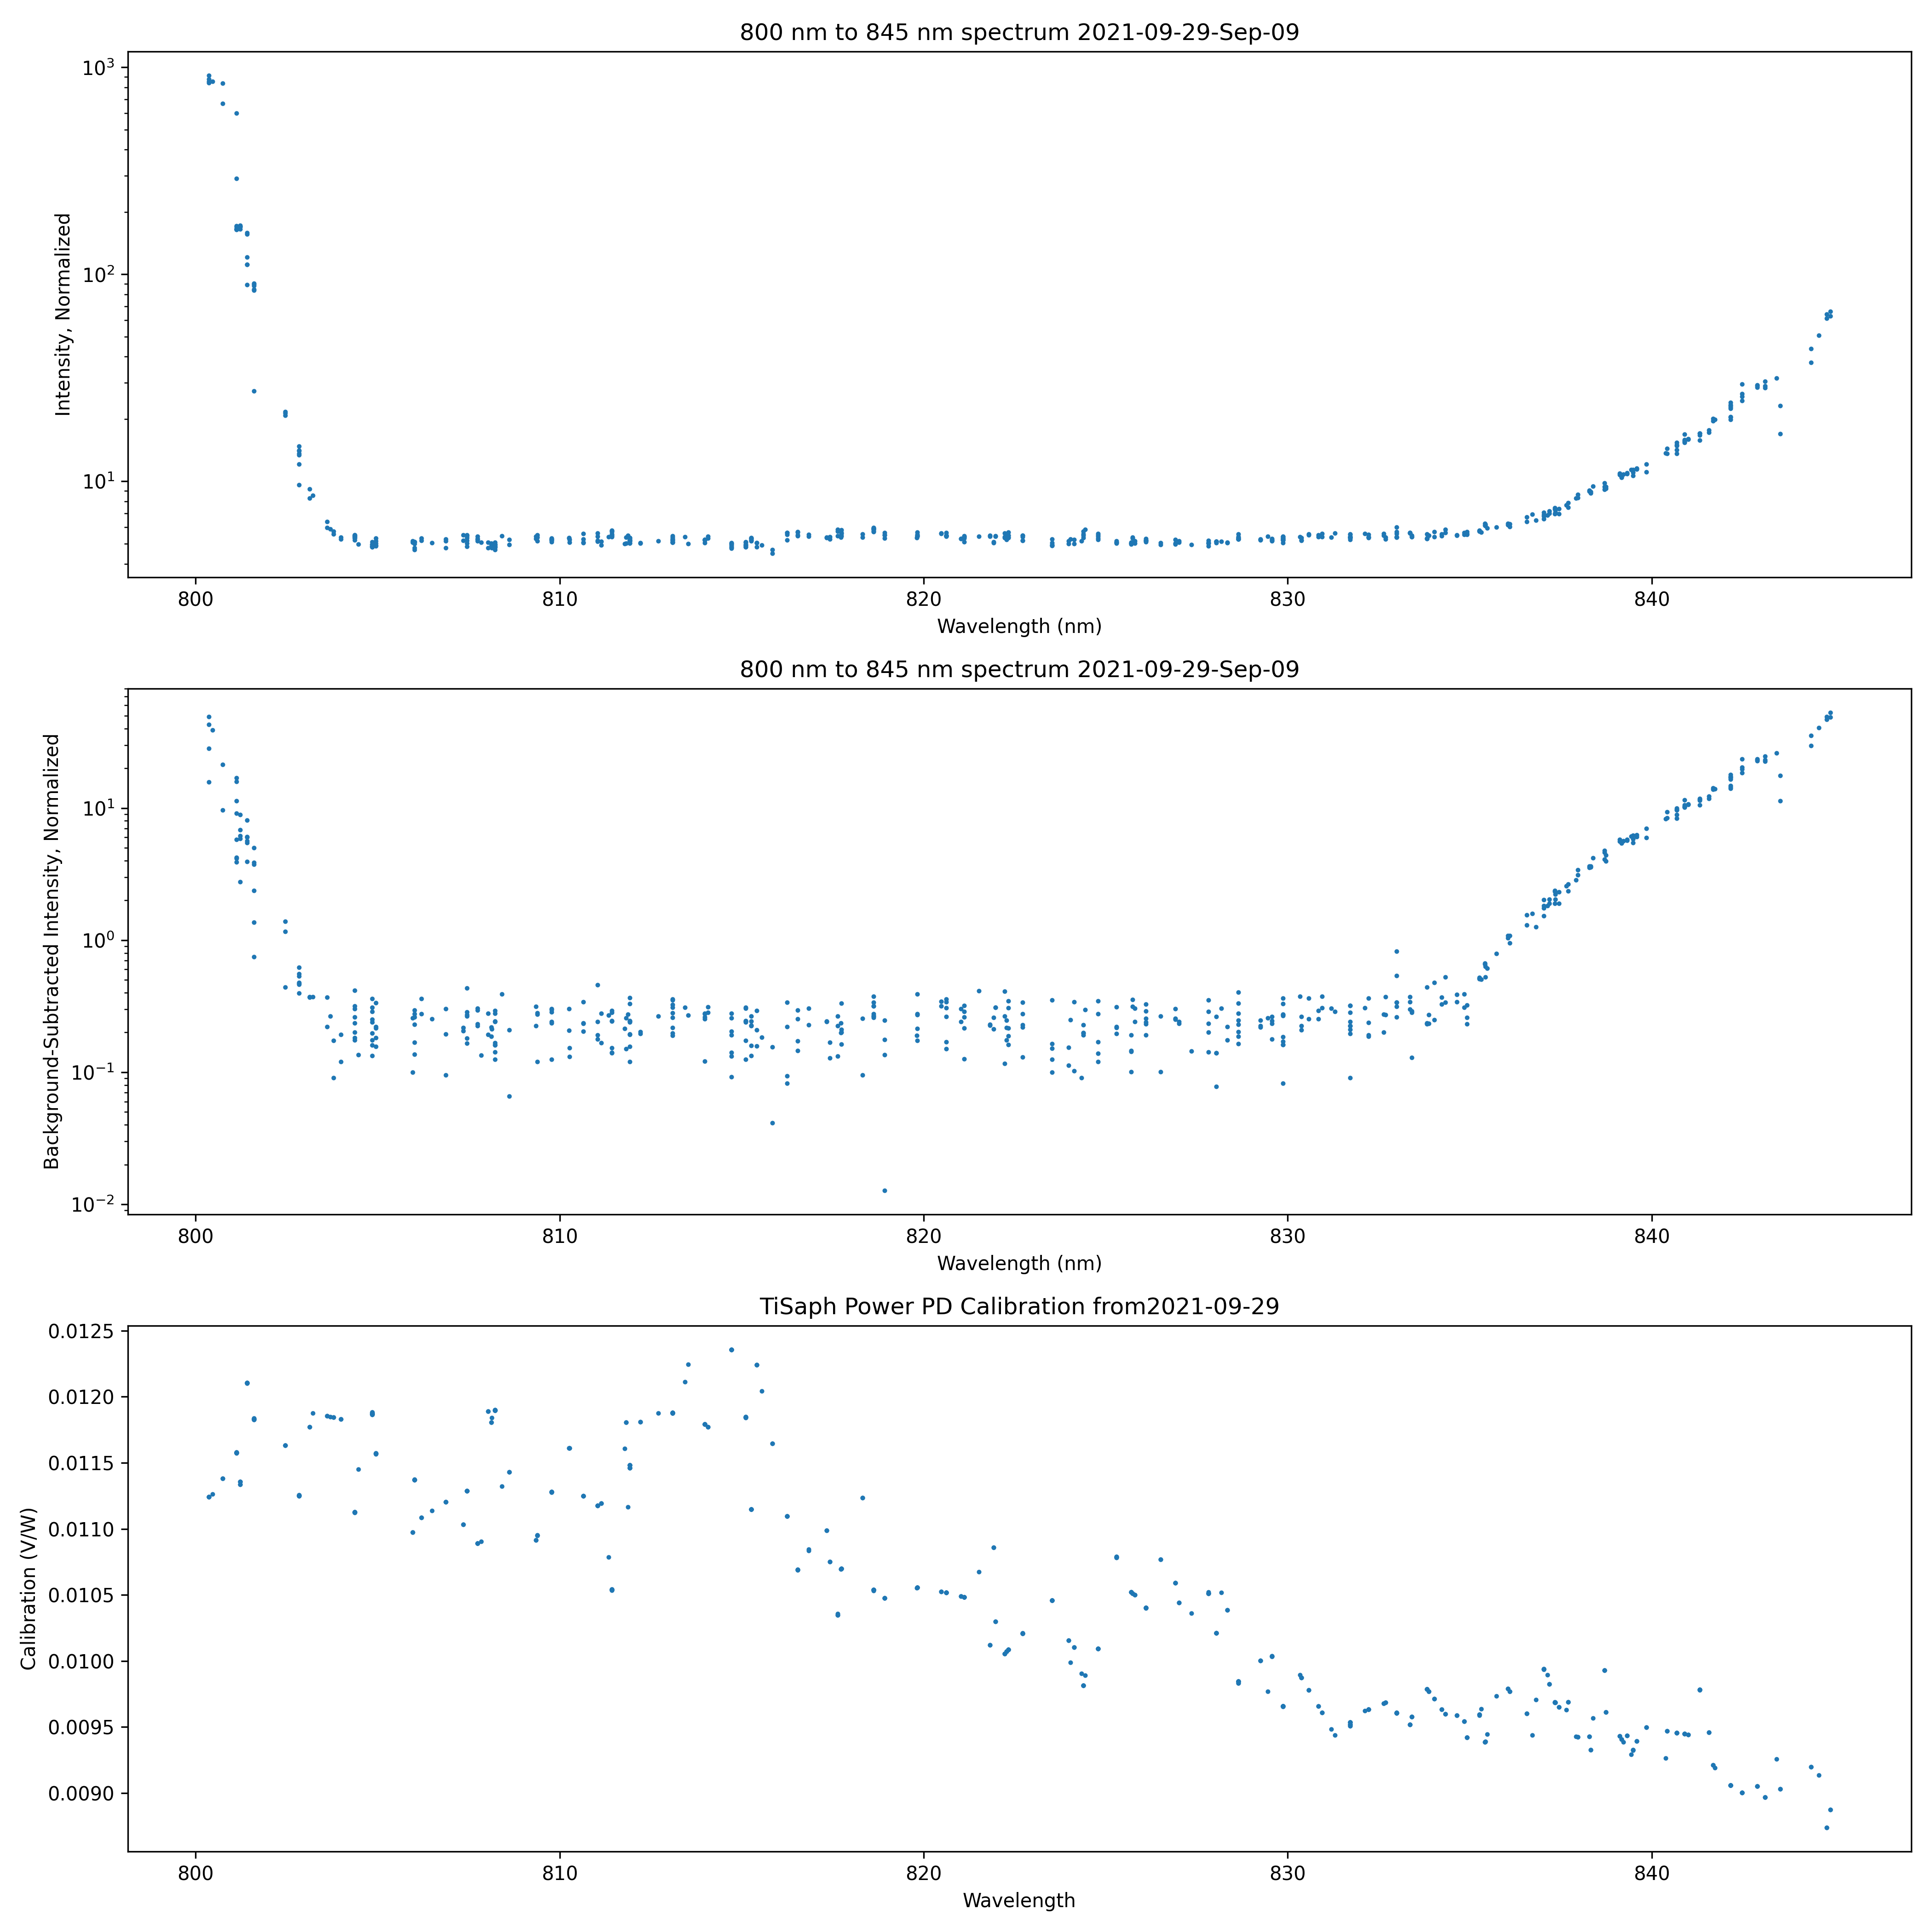 800 nm to 845 nm spectrum 2021-09-29-Sep-09
Intensity, Normalized
10³
10²
10¹
800 810 820 830 840
Wavelength (nm)
800 nm to 845 nm spectrum 2021-09-29-Sep-09
Background-Subtracted Intensity, Normalized
10¹
10⁰
10⁻¹
10⁻²
800 810 820 830 840
Wavelength (nm)
TiSaph Power PD Calibration from2021-09-29
Calibration (V/W)
0.0125
0.0120
0.0115
0.0110
0.0105
0.0100
0.0095
0.0090
800 810 820 830 840
Wavelength